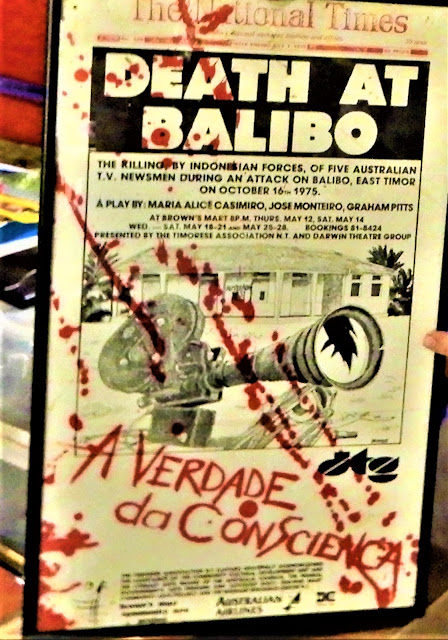 The National Times
DEATH AT
BALIBO
THE KILLING, BY INDONESIAN FORCES, OF FIVE AUSTRALIAN
T.V. NEWSMEN DURING AN ATTACK ON BALIBO, EAST TIMOR
ON OCTOBER 16TH 1975.
A PLAY BY: MARIA ALICE CASIMIRO, JOSE MONTEIRO, GRAHAM PITTS
AT BROWN'S MART 8P.M. THURS. MAY 12, SAT. MAY 14
WED. — SAT. MAY 18-21 AND MAY 25-28. BOOKINGS 81-8424
PRESENTED BY THE TIMORESE ASSOCIATION N.T. AND DARWIN THEATRE GROUP
dtg
A VERDADE
da CONSCIENÇA
AUSTRALIAN
AIRLINES